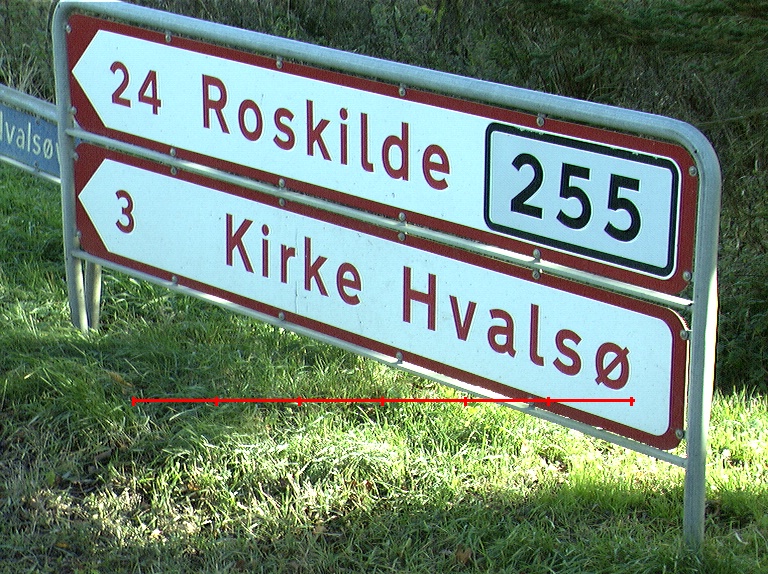 24 Roskilde 255
3 Kirke Hvalsø